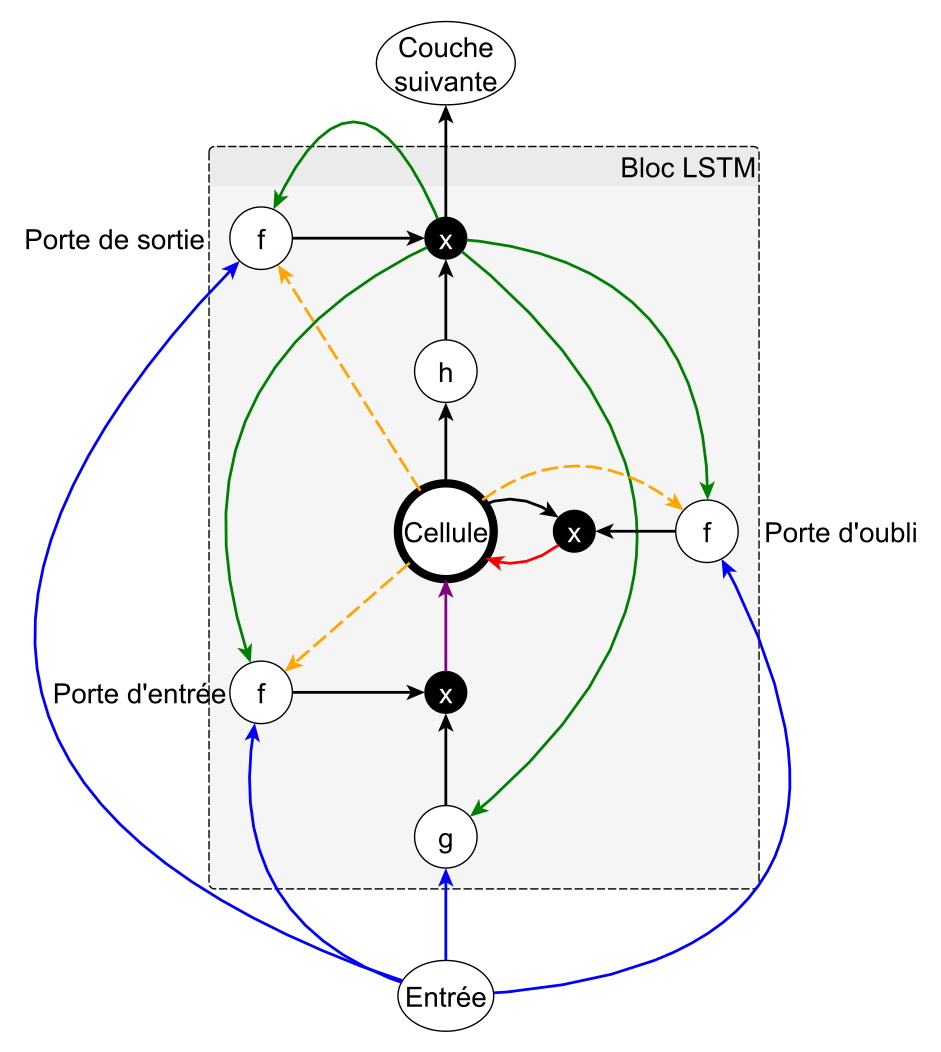 Couche
suivante
Bloc LSTM
Porte de sortie
f
x
h
Cellule
x
f
Porte d'oubli
Porte d'entrée
f
x
g
Entrée